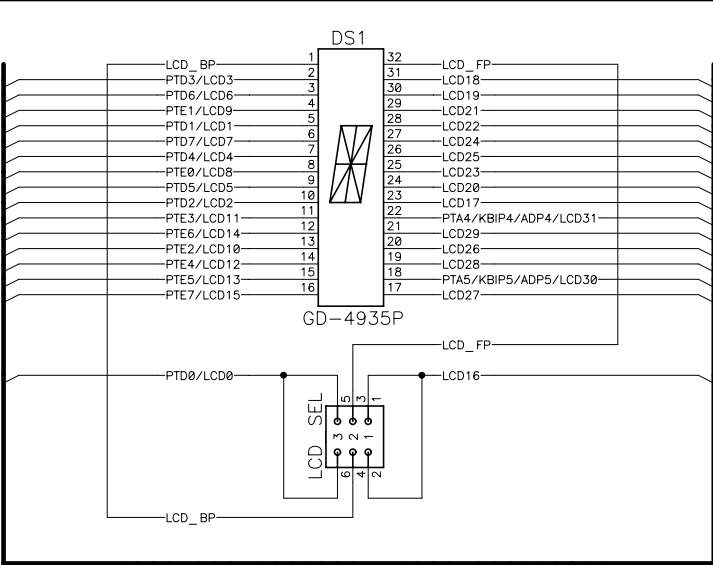 DS1
LCD_BP 1 32 LCD_FP
PTD3/LCD3 2 31 LCD18
PTD6/LCD6 3 30 LCD19
PTE1/LCD9 4 29 LCD21
PTD1/LCD1 5 28 LCD22
PTD7/LCD7 6 27 LCD24
PTD4/LCD4 7 26 LCD25
PTE0/LCD8 8 25 LCD23
PTD5/LCD5 9 24 LCD20
PTD2/LCD2 10 23 LCD17
PTE3/LCD11 11 22 PTA4/KBIP4/ADP4/LCD31
PTE6/LCD14 12 21 LCD29
PTE2/LCD10 13 20 LCD26
PTE4/LCD12 14 19 LCD28
PTE5/LCD13 15 18 PTA5/KBIP5/ADP5/LCD30
PTE7/LCD15 16 17 LCD27
GD-4935P
LCD_FP
PTD0/LCD0 LCD16
5 3 1
LCD SEL
3 2 1
6 4 2
LCD_BP